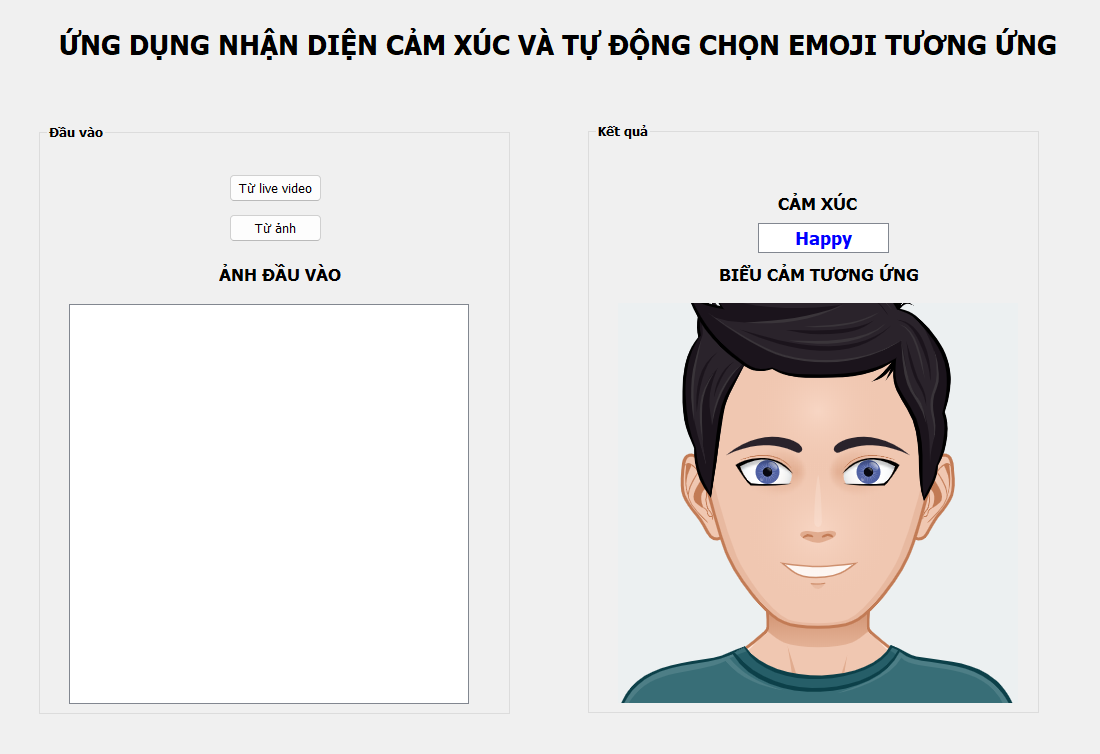 ỨNG DỤNG NHẬN DIỆN CẢM XÚC VÀ TỰ ĐỘNG CHỌN EMOJI TƯƠNG ỨNG
Đầu vào
Từ live video
Từ ảnh
ẢNH ĐẦU VÀO
Kết quả
CẢM XÚC
Happy
BIỂU CẢM TƯƠNG ỨNG